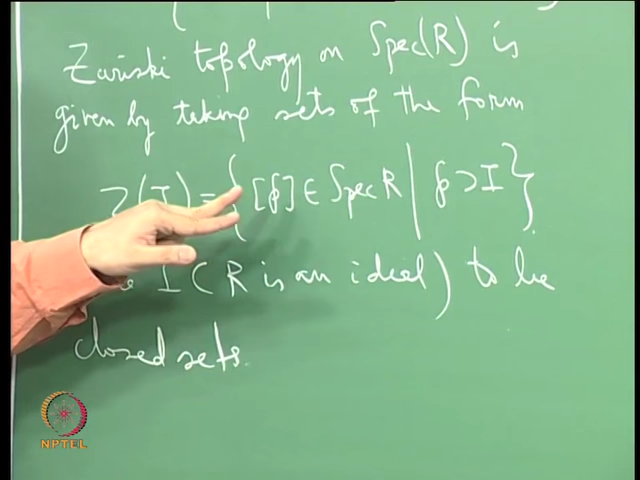 Zariski topology on Spec(R) is
given by taking sets of the form
Z(I) = { [℘] ∈ Spec R | ℘ ⊃ I }
I ⊂ R is an ideal) to be
closed sets.
NPTEL